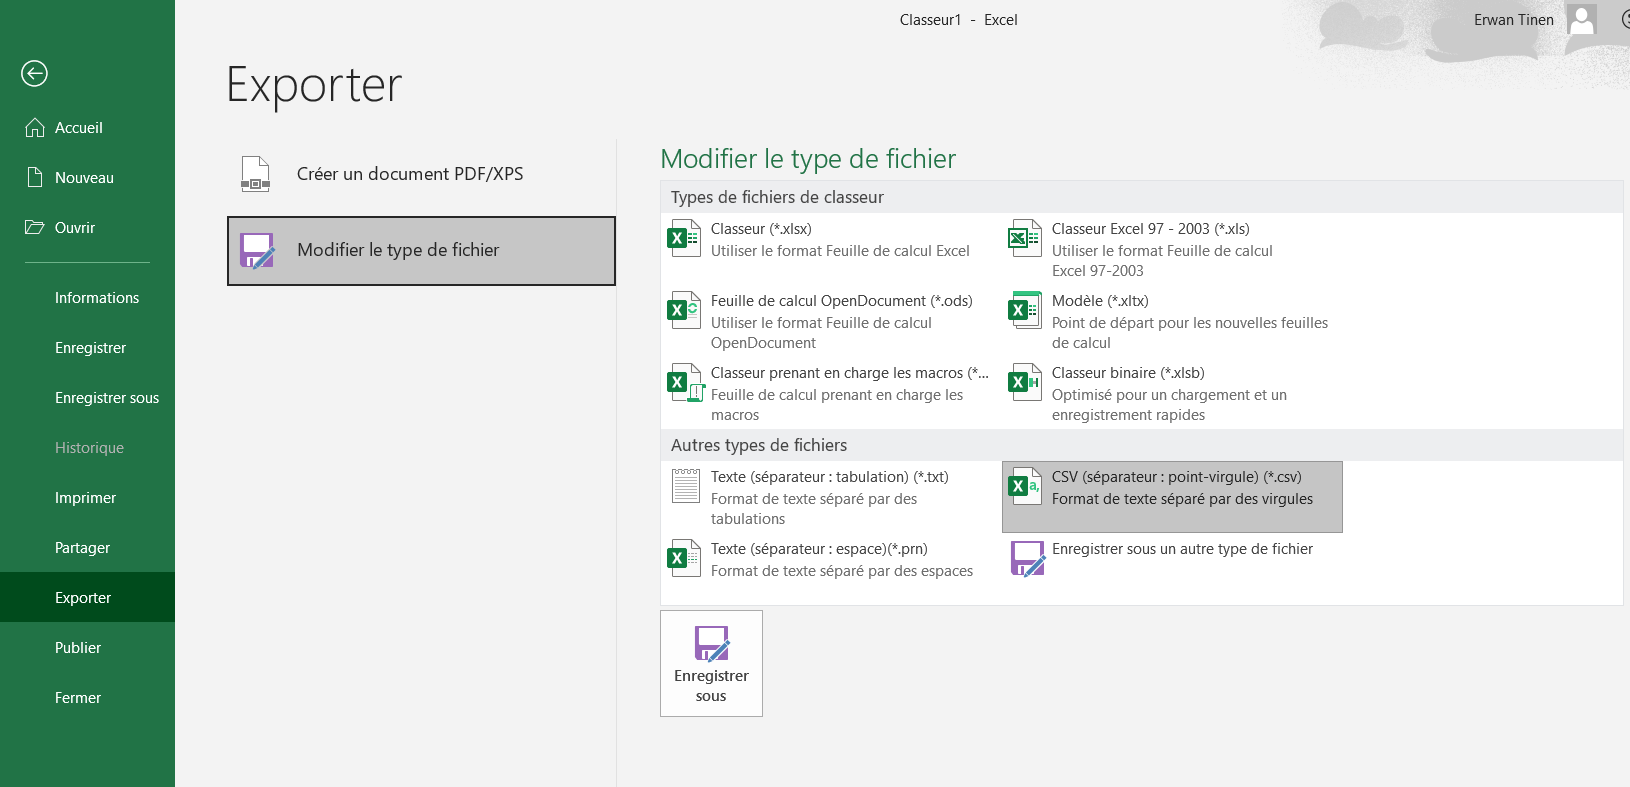 Classeur1 - Excel
Erwan Tinen
Accueil
Nouveau
Ouvrir
Informations
Enregistrer
Enregistrer sous
Historique
Imprimer
Partager
Exporter
Publier
Fermer
Exporter
Créer un document PDF/XPS
Modifier le type de fichier
Modifier le type de fichier
Types de fichiers de classeur
Classeur (*.xlsx)
Utiliser le format Feuille de calcul Excel
Classeur Excel 97 - 2003 (*.xls)
Utiliser le format Feuille de calcul
Excel 97-2003
Feuille de calcul OpenDocument (*.ods)
Utiliser le format Feuille de calcul
OpenDocument
Modèle (*.xltx)
Point de départ pour les nouvelles feuilles
de calcul
Classeur prenant en charge les macros (*...
Feuille de calcul prenant en charge les
macros
Classeur binaire (*.xlsb)
Optimisé pour un chargement et un
enregistrement rapides
Autres types de fichiers
Texte (séparateur : tabulation) (*.txt)
Format de texte séparé par des
tabulations
CSV (séparateur : point-virgule) (*.csv)
Format de texte séparé par des virgules
Texte (séparateur : espace)(*.prn)
Format de texte séparé par des espaces
Enregistrer sous un autre type de fichier
Enregistrer
sous